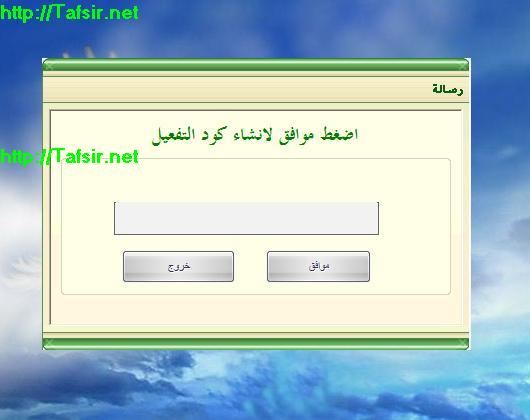 http://Tafsir.net
رسالة
اضغط موافق لانشاء كود التفعيل
http://Tafsir.net
موافق
خروج